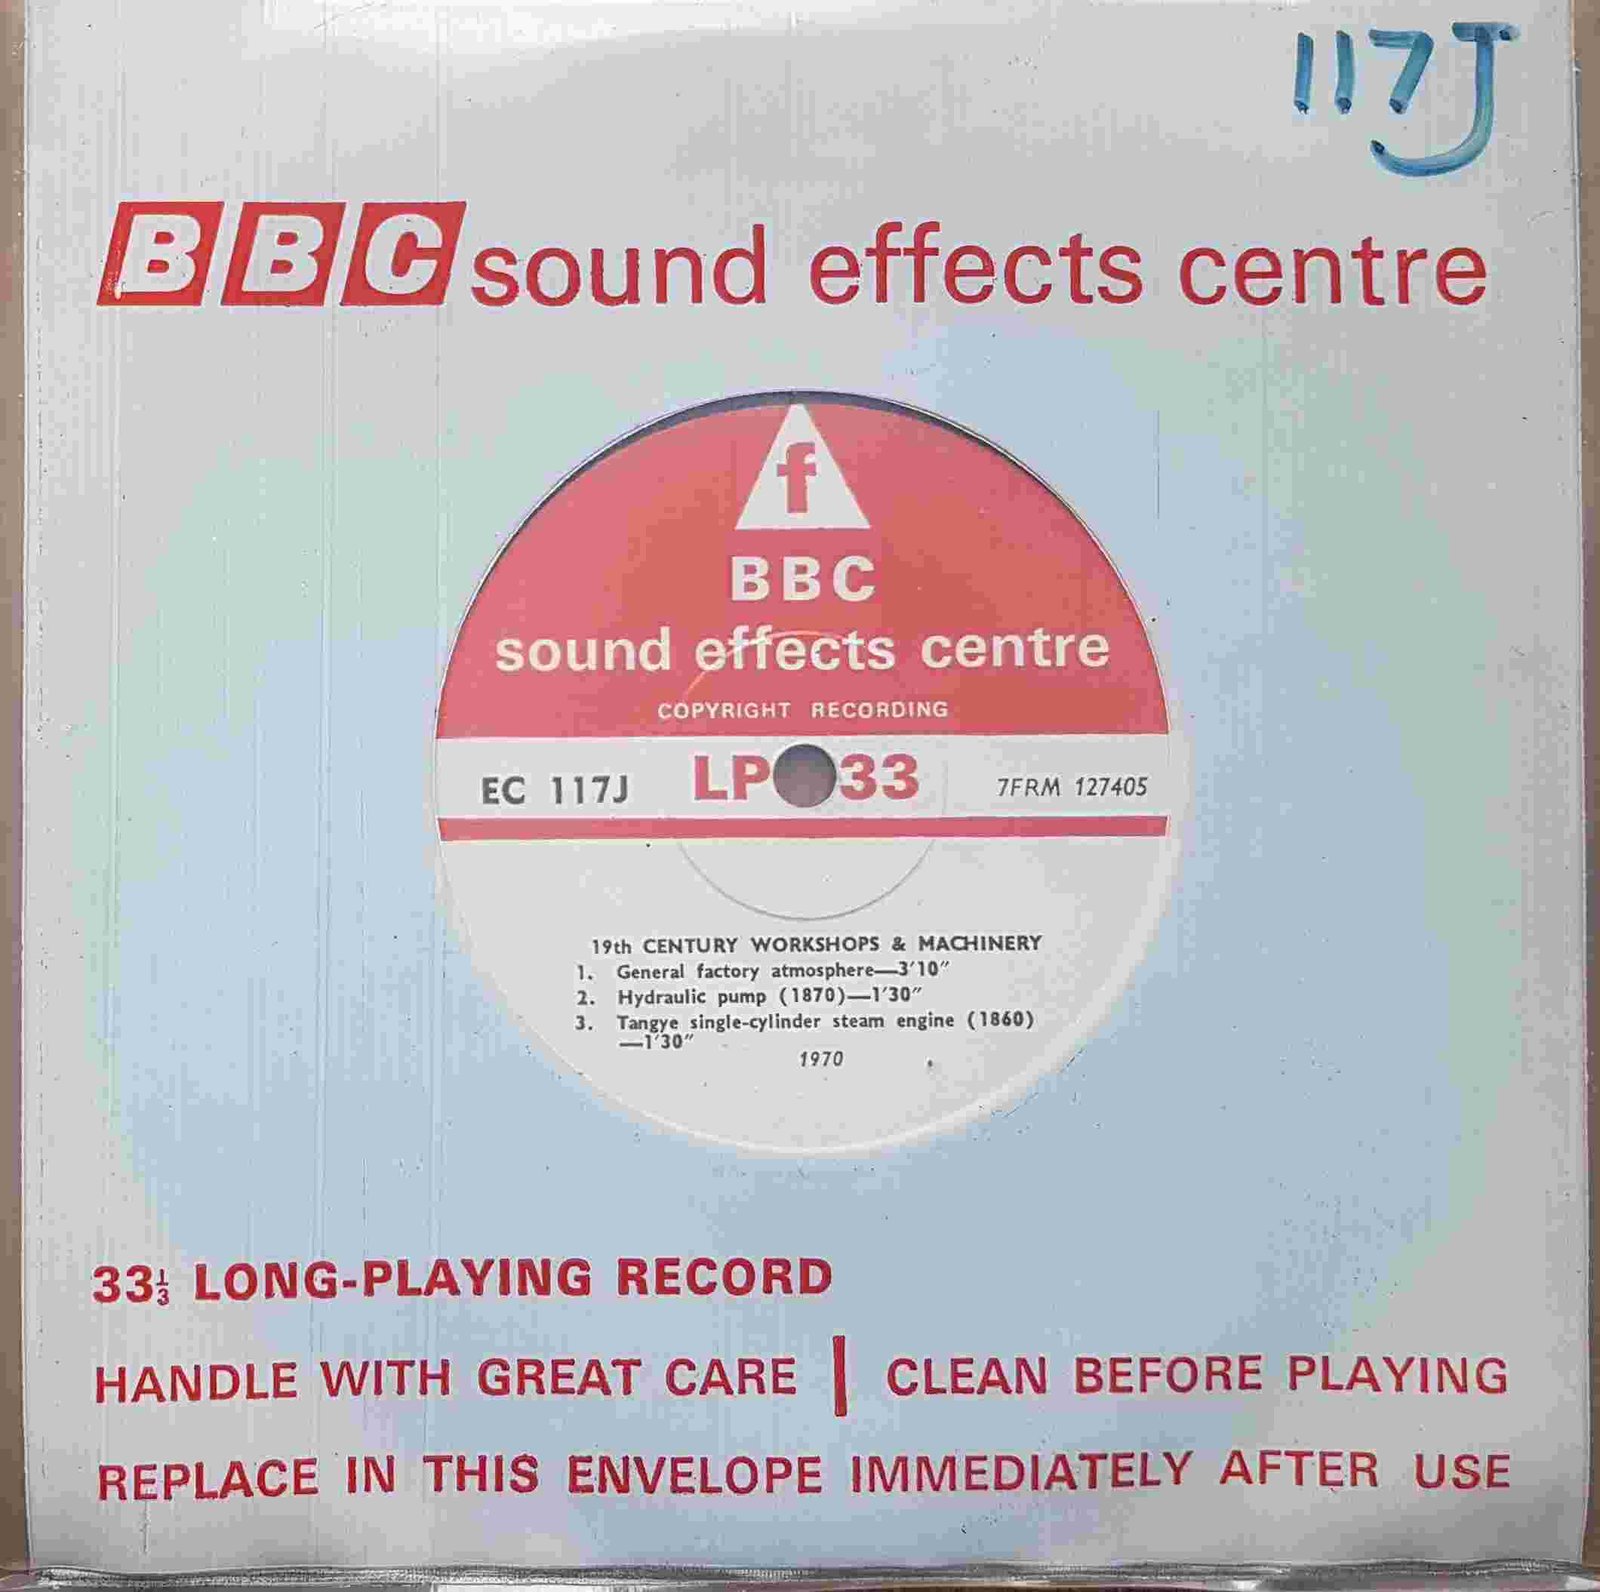 117J
BBC sound effects centre
f
BBC
sound effects centre
COPYRIGHT RECORDING
EC 117J LP 33 7FRM 127405
19th CENTURY WORKSHOPS & MACHINERY
1. General factory atmosphere—3'10"
2. Hydraulic pump (1870)—1'30"
3. Tangye single-cylinder steam engine (1860)
—1'30"
1970
33⅓ LONG-PLAYING RECORD
HANDLE WITH GREAT CARE | CLEAN BEFORE PLAYING
REPLACE IN THIS ENVELOPE IMMEDIATELY AFTER USE